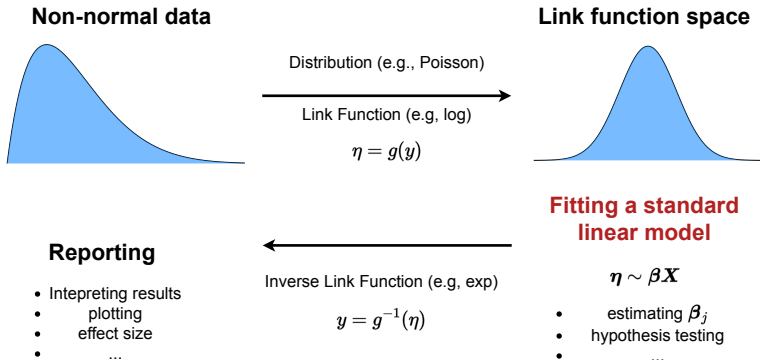 Non-normal data
Link function space
Distribution (e.g., Poisson)
Link Function (e.g, log)
η = g(y)
Fitting a standard
linear model
η ∼ βX
• estimating β_j
• hypothesis testing
• ...
Inverse Link Function (e.g, exp)
y = g⁻¹(η)
Reporting
• Intepreting results
• plotting
• effect size
• ...